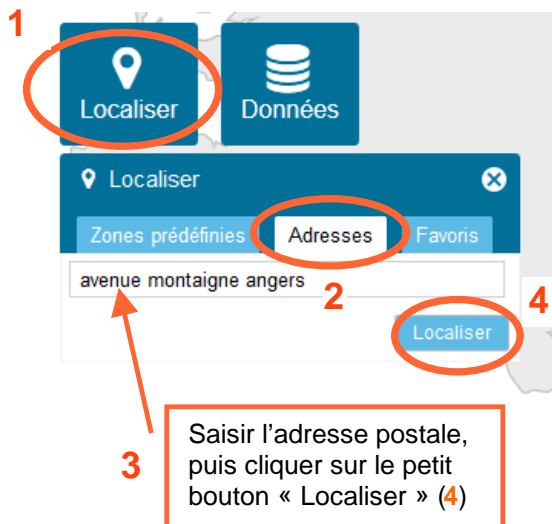 1
Localiser
Données
Localiser
Zones prédéfinies
Adresses
Favoris
avenue montaigne angers
2
4
Localiser
3
Saisir l’adresse postale,
puis cliquer sur le petit
bouton « Localiser » (4)